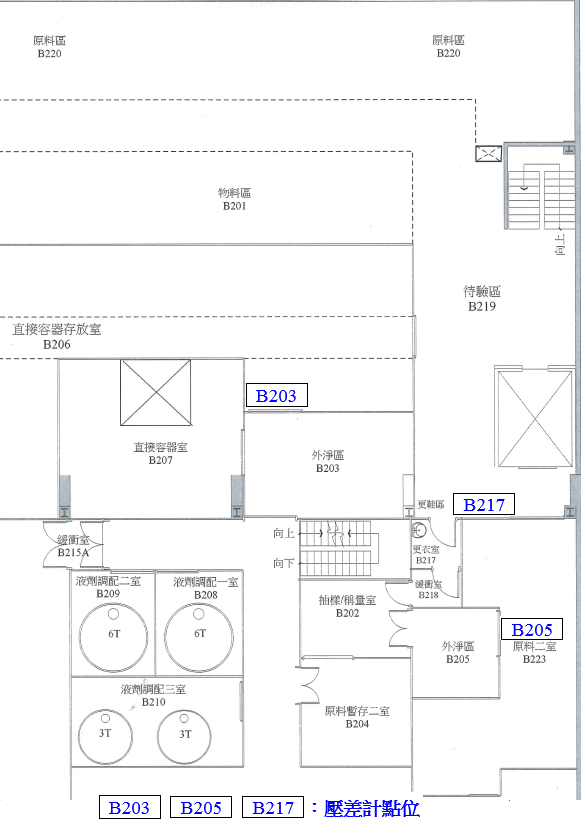 原料區
B220
原料區
B220
物料區
B201
向上
待驗區
B219
直接容器存放室
B206
B203
直接容器室
B207
外淨區
B203
更鞋區
B217
緩衝室
B215A
向上
向下
更衣室
B217
緩衝室
B218
液劑調配二室
B209
6T
液劑調配一室
B208
6T
抽樣/稱量室
B202
外淨區
B205
B205
原料二室
B223
液劑調配三室
B210
3T
3T
原料暫存二室
B204
B203 B205 B217：壓差計點位